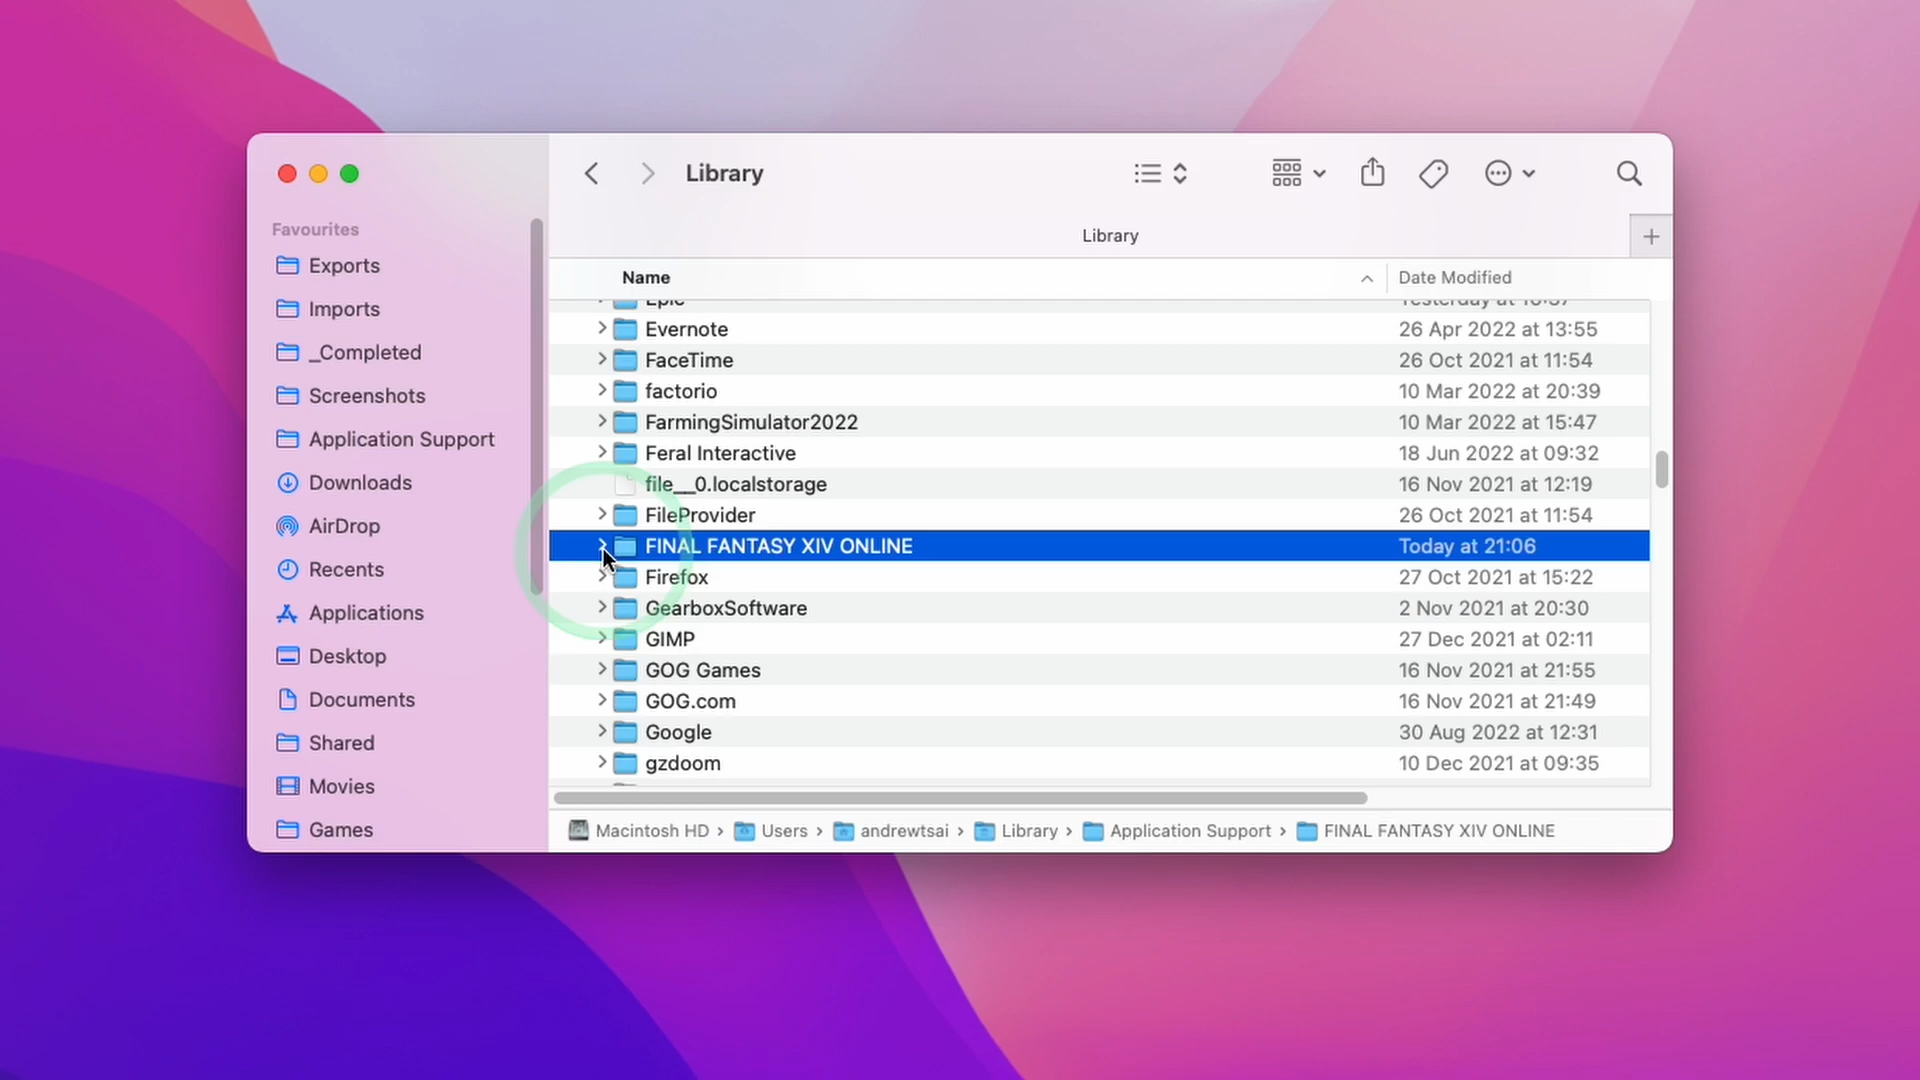 Library
Library
Favourites
Exports
Imports
_Completed
Screenshots
Application Support
Downloads
AirDrop
Recents
Applications
Desktop
Documents
Shared
Movies
Games
Name Date Modified
Epic Yesterday at
Evernote 26 Apr 2022 at 13:55
FaceTime 26 Oct 2021 at 11:54
factorio 10 Mar 2022 at 20:39
FarmingSimulator2022 10 Mar 2022 at 15:47
Feral Interactive 18 Jun 2022 at 09:32
file__0.localstorage 16 Nov 2021 at 12:19
FileProvider 26 Oct 2021 at 11:54
FINAL FANTASY XIV ONLINE Today at 21:06
Firefox 27 Oct 2021 at 15:22
GearboxSoftware 2 Nov 2021 at 20:30
GIMP 27 Dec 2021 at 02:11
GOG Games 16 Nov 2021 at 21:55
GOG.com 16 Nov 2021 at 21:49
Google 30 Aug 2022 at 12:31
gzdoom 10 Dec 2021 at 09:35
Macintosh HD › Users › andrewtsai › Library › Application Support › FINAL FANTASY XIV ONLINE